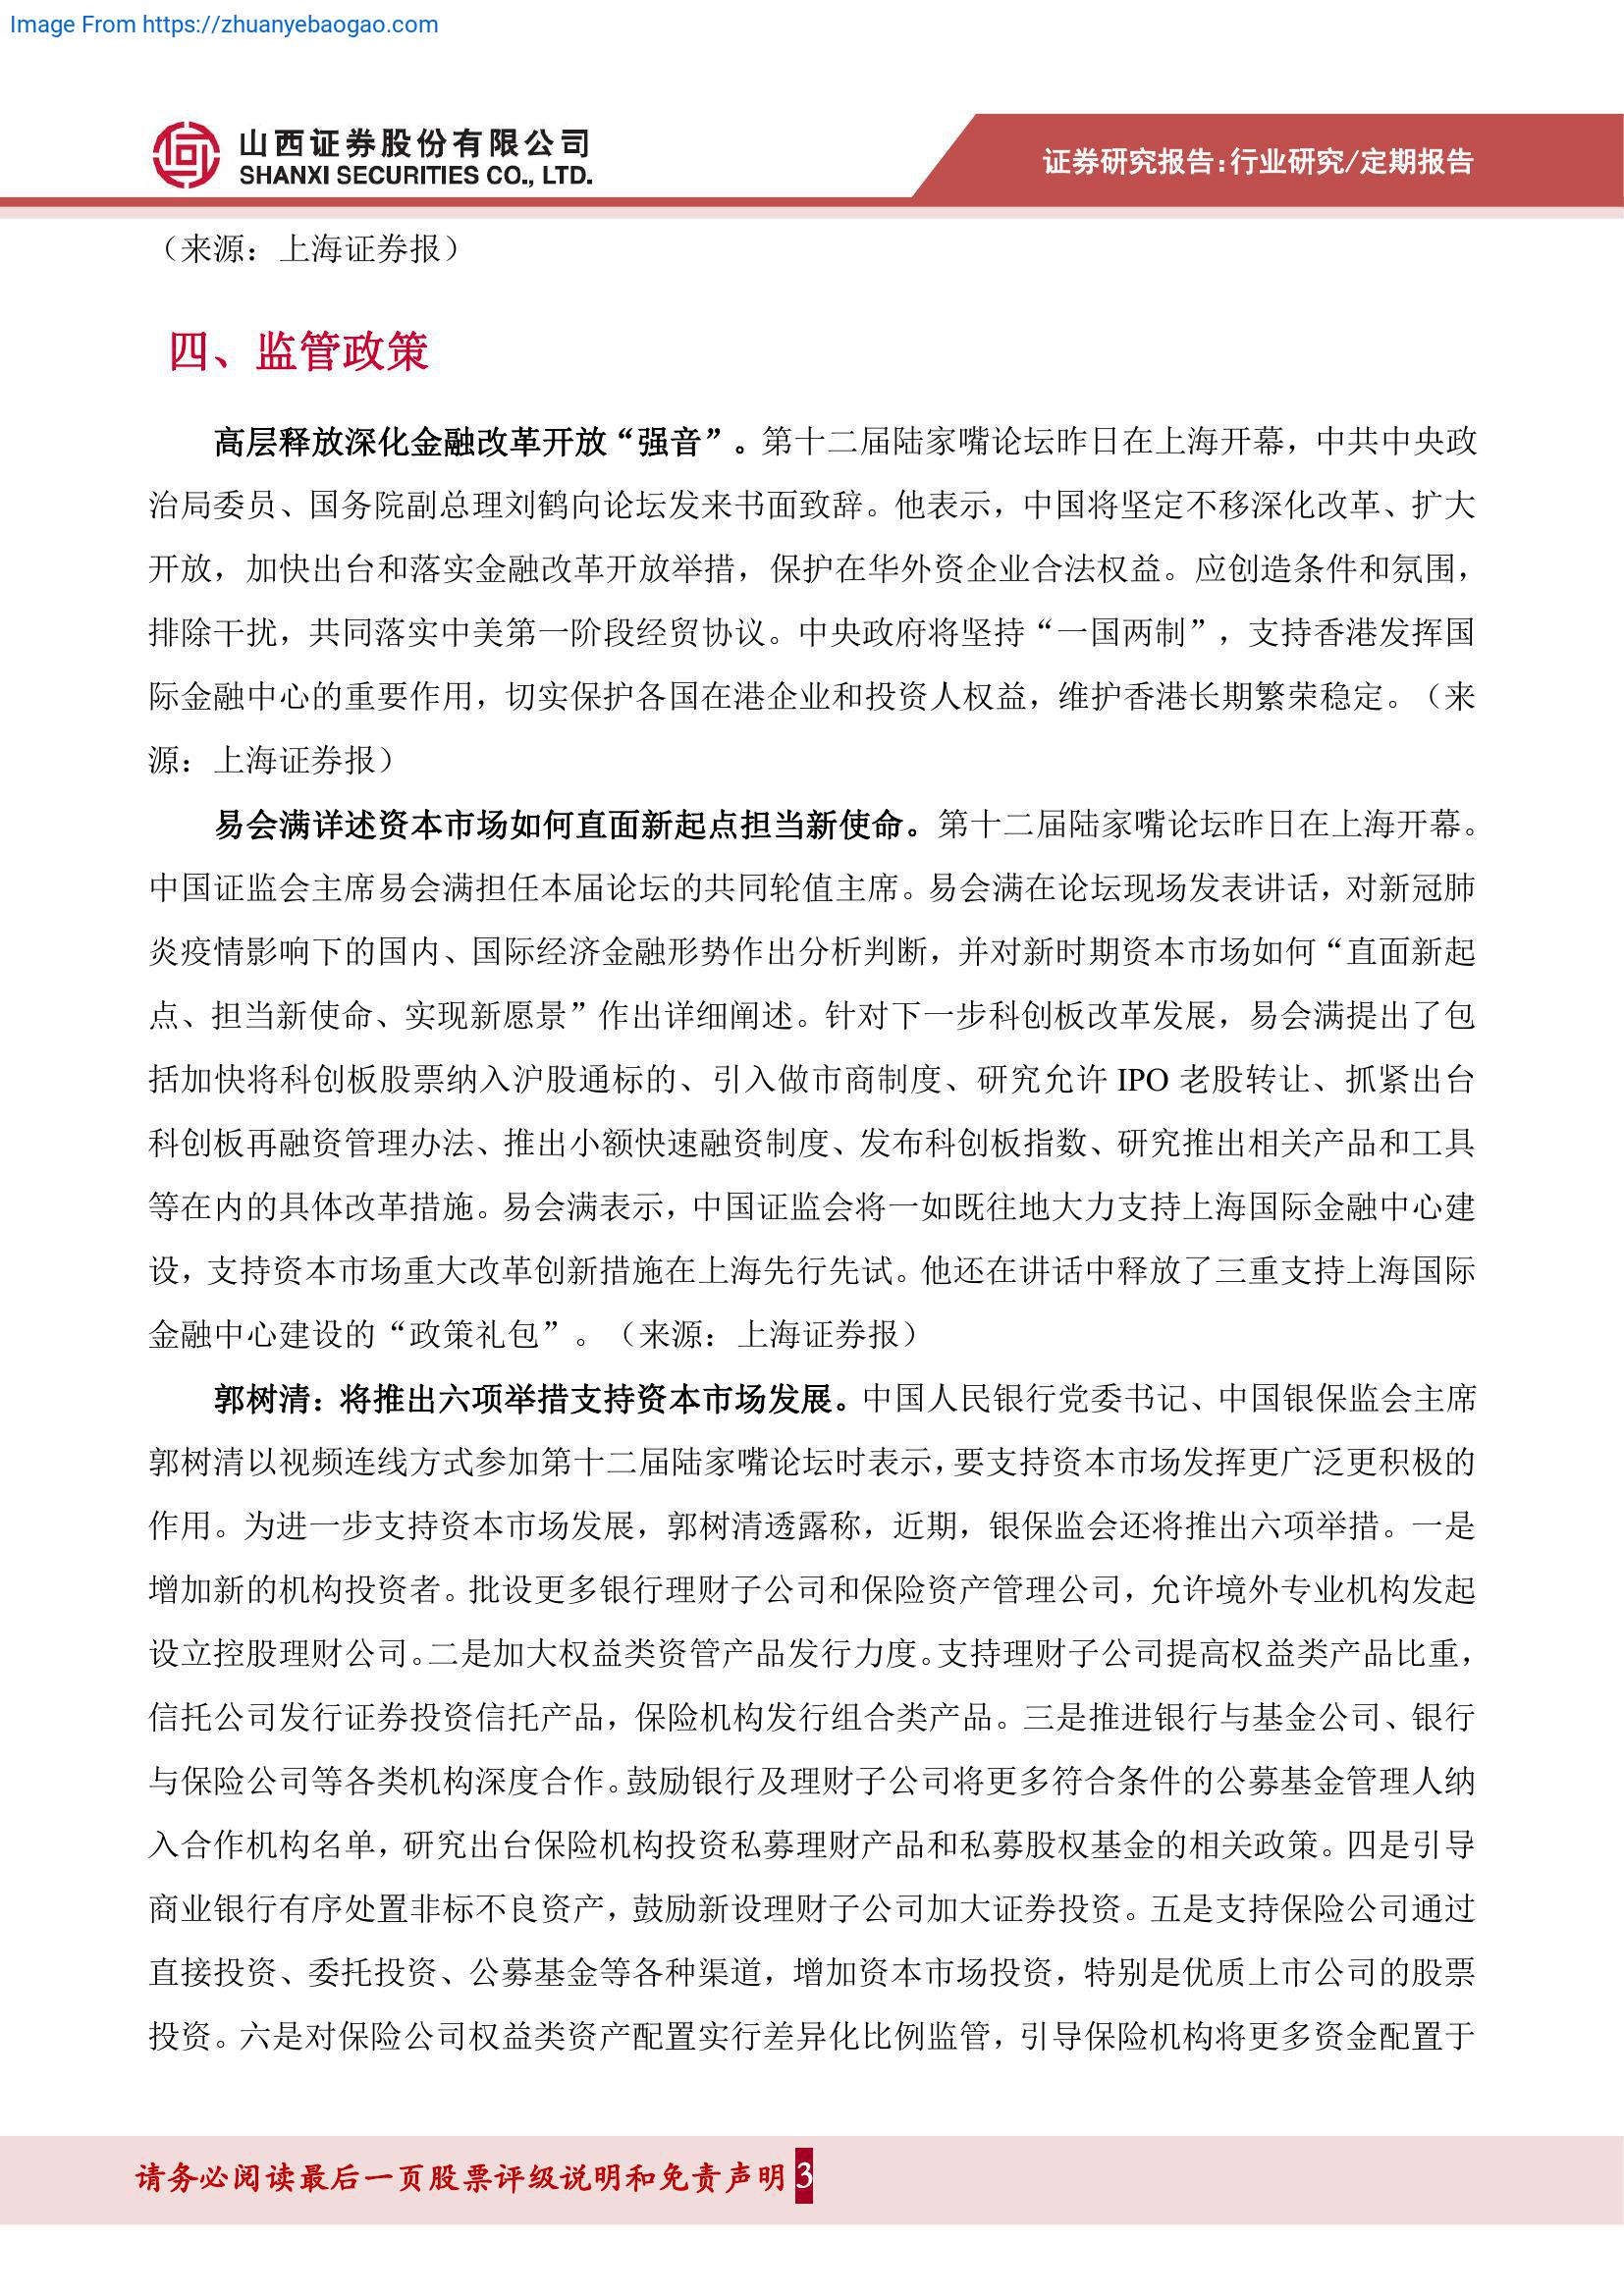 Image From https://zhuanyebaogao.com
山西证券股份有限公司
SHANXI SECURITIES CO., LTD.
证券研究报告：行业研究/定期报告
（来源：上海证券报）
四、监管政策
高层释放深化金融改革开放“强音”。第十二届陆家嘴论坛昨日在上海开幕，中共中央政
治局委员、国务院副总理刘鹤向论坛发来书面致辞。他表示，中国将坚定不移深化改革、扩大
开放，加快出台和落实金融改革开放举措，保护在华外资企业合法权益。应创造条件和氛围，
排除干扰，共同落实中美第一阶段经贸协议。中央政府将坚持“一国两制”，支持香港发挥国
际金融中心的重要作用，切实保护各国在港企业和投资人权益，维护香港长期繁荣稳定。（来
源：上海证券报）
易会满详述资本市场如何直面新起点担当新使命。第十二届陆家嘴论坛昨日在上海开幕。
中国证监会主席易会满担任本届论坛的共同轮值主席。易会满在论坛现场发表讲话，对新冠肺
炎疫情影响下的国内、国际经济金融形势作出分析判断，并对新时期资本市场如何“直面新起
点、担当新使命、实现新愿景”作出详细阐述。针对下一步科创板改革发展，易会满提出了包
括加快将科创板股票纳入沪股通标的、引入做市商制度、研究允许 IPO 老股转让、抓紧出台
科创板再融资管理办法、推出小额快速融资制度、发布科创板指数、研究推出相关产品和工具
等在内的具体改革措施。易会满表示，中国证监会将一如既往地大力支持上海国际金融中心建
设，支持资本市场重大改革创新措施在上海先行先试。他还在讲话中释放了三重支持上海国际
金融中心建设的“政策礼包”。（来源：上海证券报）
郭树清：将推出六项举措支持资本市场发展。中国人民银行党委书记、中国银保监会主席
郭树清以视频连线方式参加第十二届陆家嘴论坛时表示，要支持资本市场发挥更广泛更积极的
作用。为进一步支持资本市场发展，郭树清透露称，近期，银保监会还将推出六项举措。一是
增加新的机构投资者。批设更多银行理财子公司和保险资产管理公司，允许境外专业机构发起
设立控股理财公司。二是加大权益类资管产品发行力度。支持理财子公司提高权益类产品比重，
信托公司发行证券投资信托产品，保险机构发行组合类产品。三是推进银行与基金公司、银行
与保险公司等各类机构深度合作。鼓励银行及理财子公司将更多符合条件的公募基金管理人纳
入合作机构名单，研究出台保险机构投资私募理财产品和私募股权基金的相关政策。四是引导
商业银行有序处置非标不良资产，鼓励新设理财子公司加大证券投资。五是支持保险公司通过
直接投资、委托投资、公募基金等各种渠道，增加资本市场投资，特别是优质上市公司的股票
投资。六是对保险公司权益类资产配置实行差异化比例监管，引导保险机构将更多资金配置于
请务必阅读最后一页股票评级说明和免责声明 3